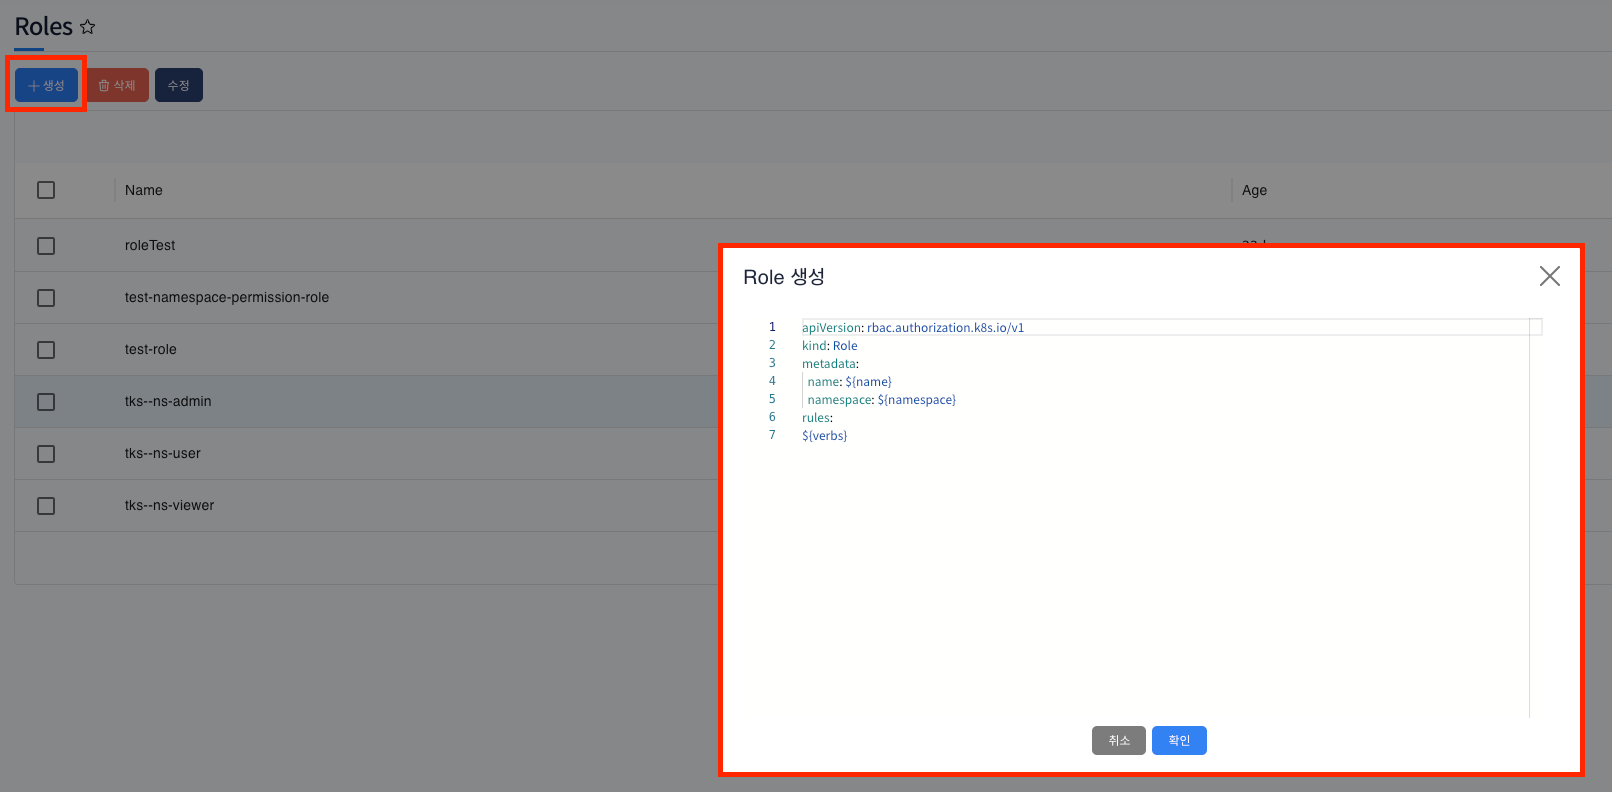 Roles
생성
삭제
수정
Name
Age
roleTest
test-namespace-permission-role
test-role
tks--ns-admin
tks--ns-user
tks--ns-viewer
Role 생성
1 apiVersion: rbac.authorization.k8s.io/v1
2 kind: Role
3 metadata:
4 name: ${name}
5 namespace: ${namespace}
6 rules:
7 ${verbs}
취소
확인